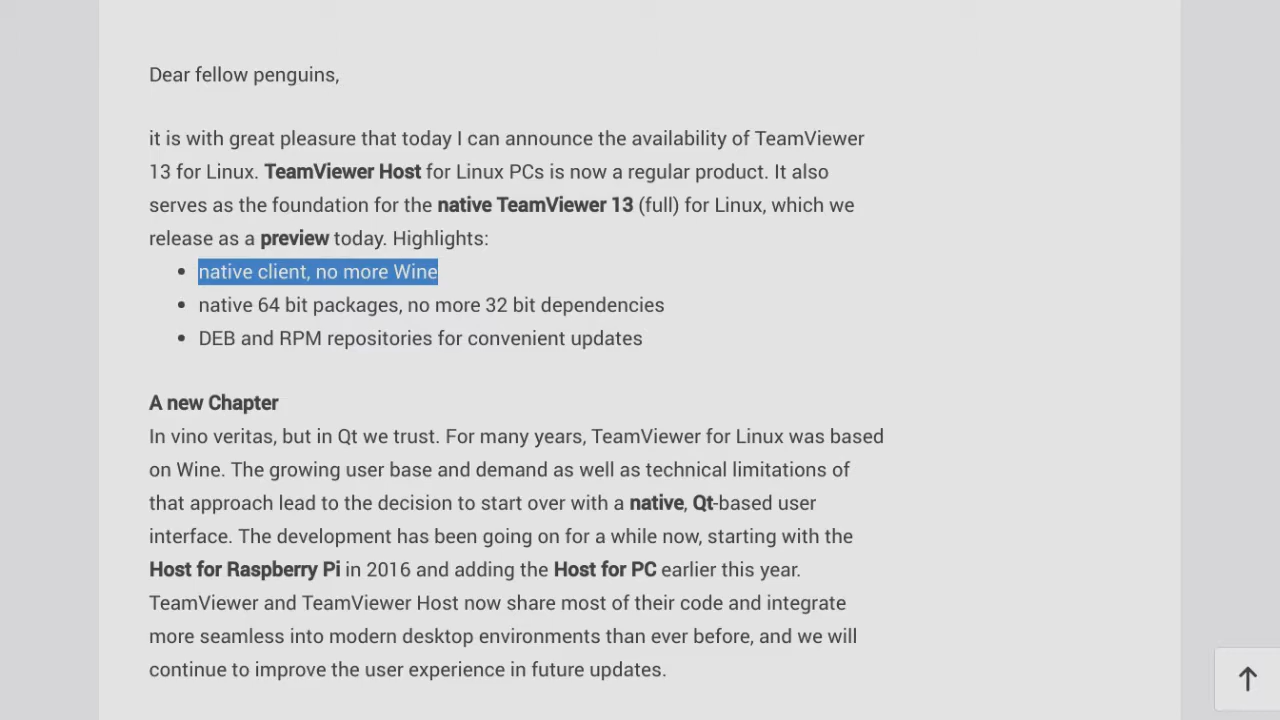 Dear fellow penguins,
it is with great pleasure that today I can announce the availability of TeamViewer
13 for Linux. TeamViewer Host for Linux PCs is now a regular product. It also
serves as the foundation for the native TeamViewer 13 (full) for Linux, which we
release as a preview today. Highlights:
• native client, no more Wine
• native 64 bit packages, no more 32 bit dependencies
• DEB and RPM repositories for convenient updates
A new Chapter
In vino veritas, but in Qt we trust. For many years, TeamViewer for Linux was based
on Wine. The growing user base and demand as well as technical limitations of
that approach lead to the decision to start over with a native, Qt-based user
interface. The development has been going on for a while now, starting with the
Host for Raspberry Pi in 2016 and adding the Host for PC earlier this year.
TeamViewer and TeamViewer Host now share most of their code and integrate
more seamless into modern desktop environments than ever before, and we will
continue to improve the user experience in future updates.